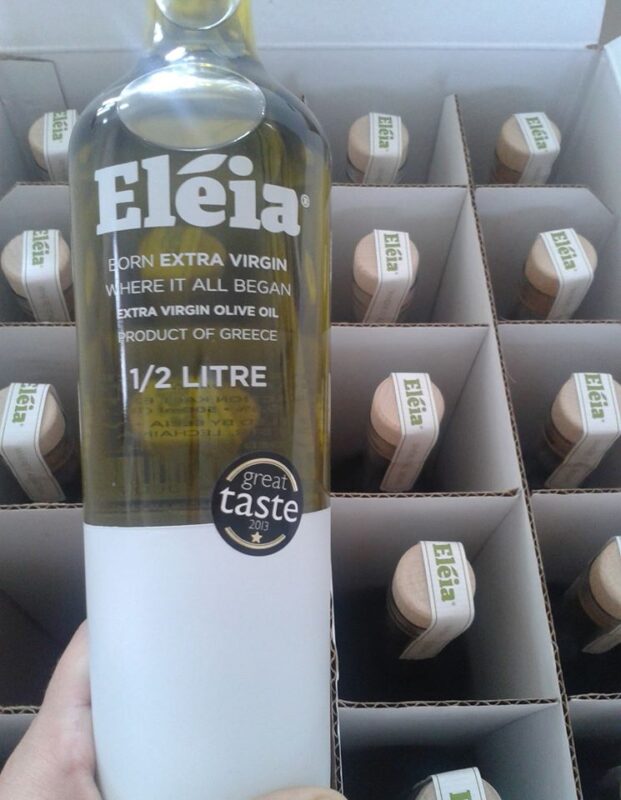 Eléia®
BORN EXTRA VIRGIN
WHERE IT ALL BEGAN
EXTRA VIRGIN OLIVE OIL
PRODUCT OF GREECE
1/2 LITRE
great
taste
2013
Eléia
Eléia
Eléia
Eléia
Eléia
Eléia
Eléia
Eléia
Eléia
Eléia